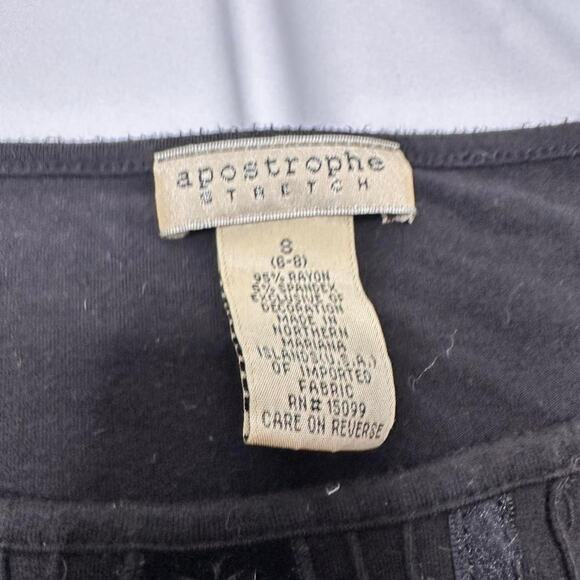 apostrophe
STRETCH
S
(6-8)
95% RAYON
5% SPANDEX
EXCLUSIVE OF
DECORATION
MADE IN
NORTHERN
MARIANA
ISLANDS(U.S.A.)
OF IMPORTED
FABRIC
RN# 15099
CARE ON REVERSE